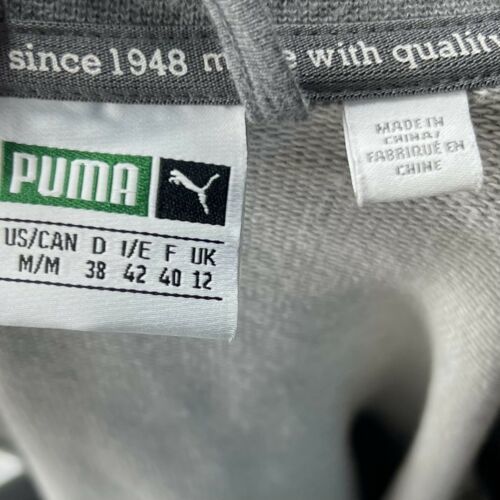 since 1948 m e with quality
PUMA
US/CAN D I/E F UK
M/M 38 42 40 12
MADE IN
CHINA/
FABRIQUÉ EN
CHINE